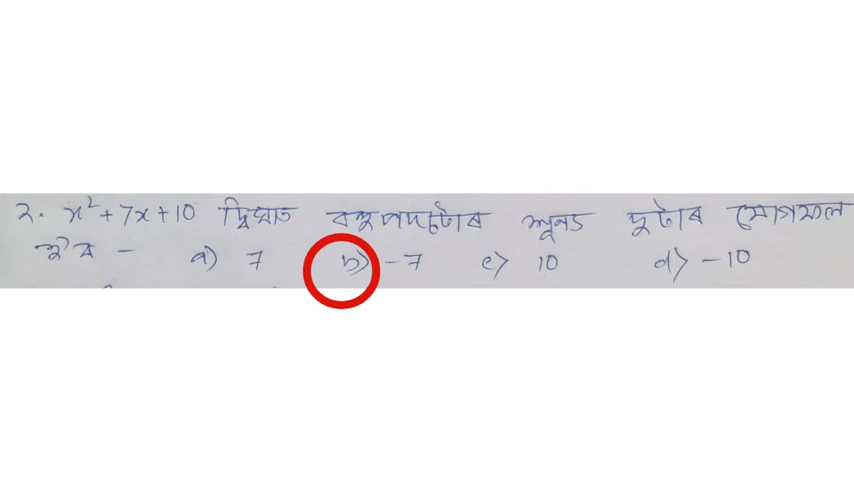 ২. x² + 7x + 10 দ্বিঘাত বহুপদটোৰ শূন্য দুটাৰ যোগফল
হ'ব – a) 7 b) –7 c) 10 d) –10